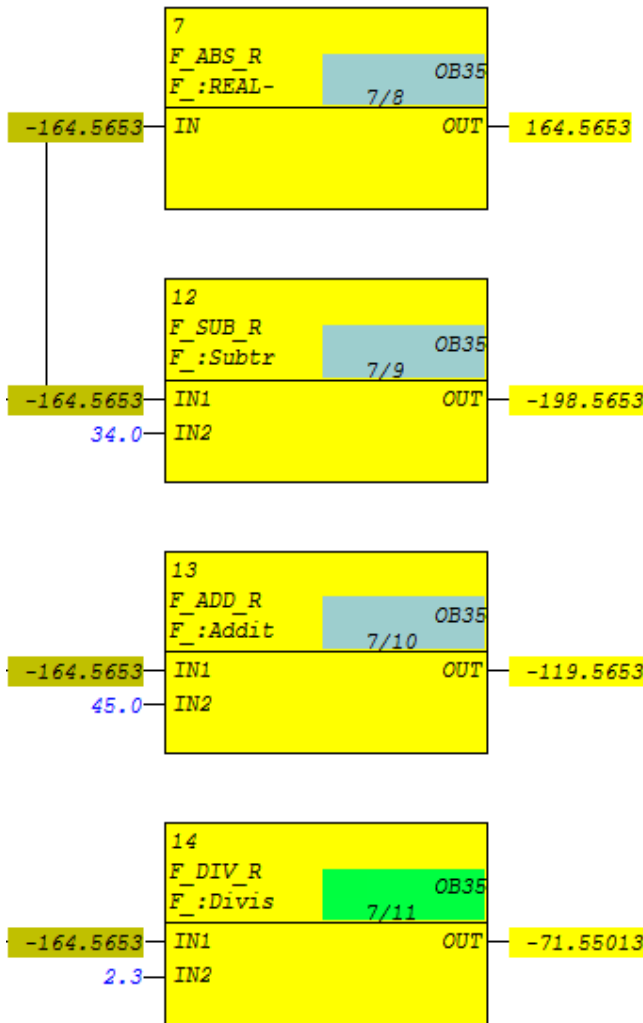 7
F_ABS_R
OB35
F_:REAL-
7/8
-164.5653 IN OUT 164.5653
12
F_SUB_R
OB35
F_:Subtr
7/9
-164.5653 IN1 OUT -198.5653
34.0 IN2
13
F_ADD_R
OB35
F_:Addit
7/10
-164.5653 IN1 OUT -119.5653
45.0 IN2
14
F_DIV_R
OB35
F_:Divis
7/11
-164.5653 IN1 OUT -71.55013
2.3 IN2